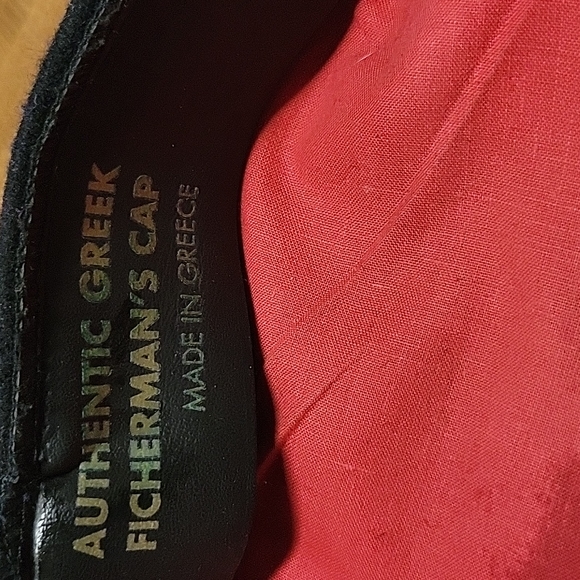 AUTHENTIC GREEK
FICHERMAN'S CAP
MADE IN GREECE